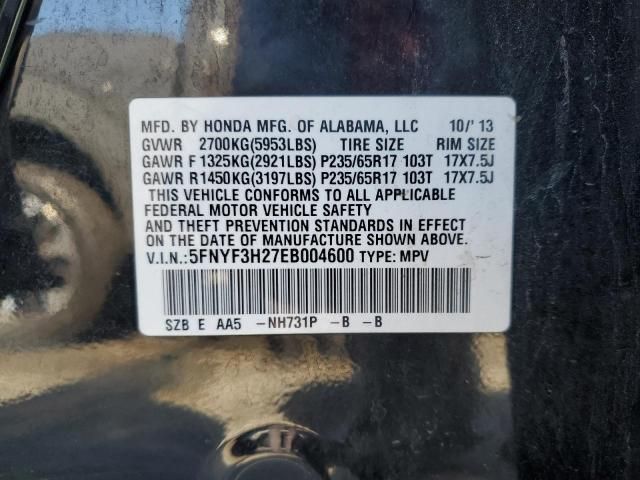 MFD. BY HONDA MFG. OF ALABAMA, LLC 10/'13
GVWR 2700KG(5953LBS) TIRE SIZE RIM SIZE
GAWR F 1325KG(2921LBS) P235/65R17 103T 17X7.5J
GAWR R 1450KG(3197LBS) P235/65R17 103T 17X7.5J
THIS VEHICLE CONFORMS TO ALL APPLICABLE
FEDERAL MOTOR VEHICLE SAFETY
AND THEFT PREVENTION STANDARDS IN EFFECT
ON THE DATE OF MANUFACTURE SHOWN ABOVE.
V.I.N.: 5FNYF3H27EB004600 TYPE: MPV
SZB E AA5 -NH731P -B -B